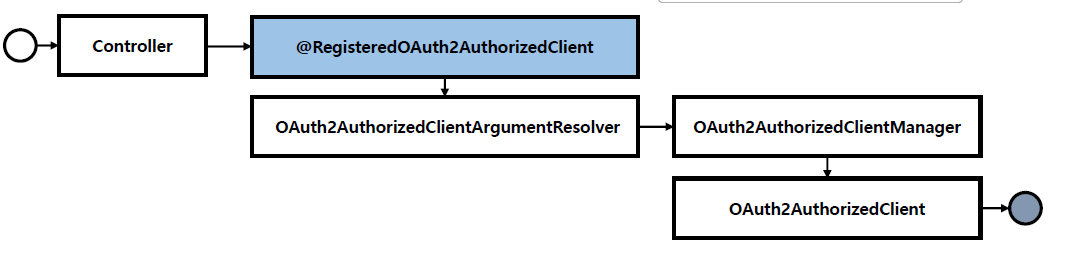 Controller
@RegisteredOAuth2AuthorizedClient
OAuth2AuthorizedClientArgumentResolver
OAuth2AuthorizedClientManager
OAuth2AuthorizedClient